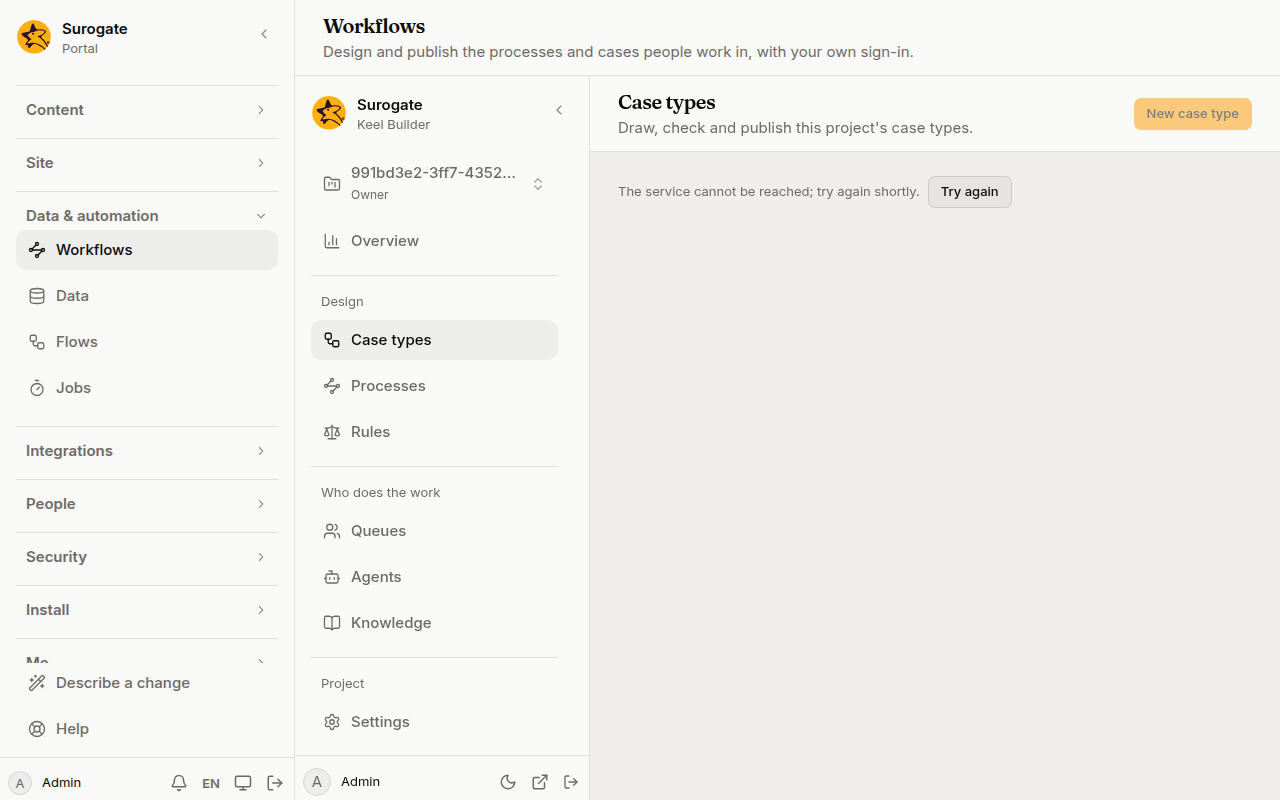 Surogate
Portal
Content
Site
Data & automation
Workflows
Data
Flows
Jobs
Integrations
People
Security
Install
Describe a change
Help
A
Admin
EN
Workflows
Design and publish the processes and cases people work in, with your own sign-in.
Surogate
Keel Builder
991bd3e2-3ff7-4352...
Owner
Overview
Design
Case types
Processes
Rules
Who does the work
Queues
Agents
Knowledge
Project
Settings
A
Admin
Case types
Draw, check and publish this project's case types.
New case type
The service cannot be reached; try again shortly.
Try again